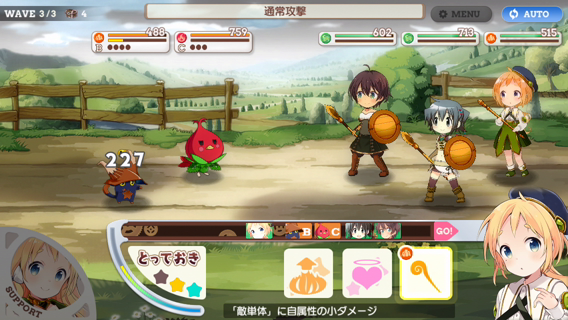 WAVE 3/3 4
通常攻撃
MENU
AUTO
488
B
759
C
602
713
515
227
B C GO!
とっておき
SUPPORT
「敵単体」に自属性の小ダメージ